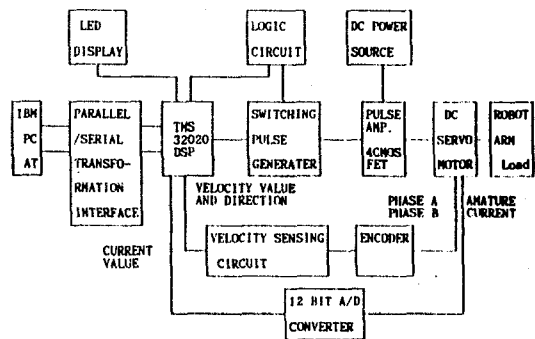 LED
DISPLAY
LOGIC
CIRCUIT
DC POWER
SOURCE
IBM
PC
AT
PARALLEL
/SERIAL
TRANSFO-
RMATION
INTERFACE
TMS
32020
DSP
SWITCHING
PULSE
GENERATER
PULSE
AMP.
4CMOS
FET
DC
SERVO
MOTOR
ROBOT
ARM
Load
VELOCITY VALUE
AND DIRECTION
PHASE A
PHASE B
AMATURE
CURRENT
CURRENT
VALUE
VELOCITY SENSING
CIRCUIT
ENCODER
12 HIT A/D
CONVERTER